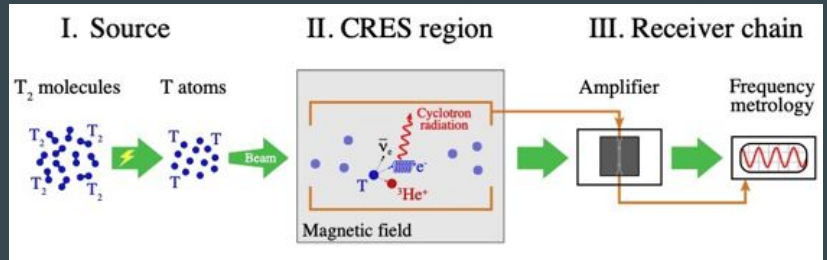 I. Source
II. CRES region
III. Receiver chain
T₂ molecules
T atoms
Amplifier
Frequency
metrology
Cyclotron
radiation
T₂
T₂
T₂
T₂
T
T
T
T
Beam
ν̅ₑ
e⁻
T
³He⁺
Magnetic field